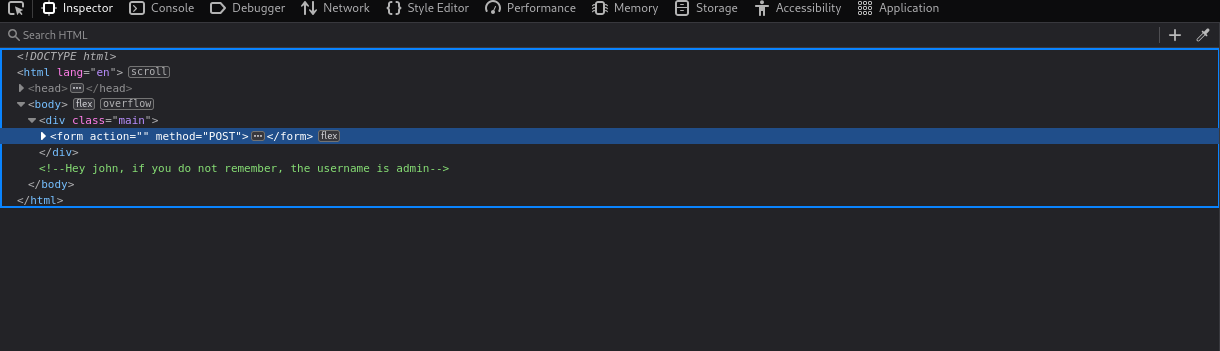 Inspector Console Debugger Network Style Editor Performance Memory Storage Accessibility Application
Search HTML
<!DOCTYPE html>
<html lang="en"> scroll
<head> ••• </head>
<body> flex overflow
<div class="main">
<form action="" method="POST"> ••• </form> flex
</div>
<!--Hey john, if you do not remember, the username is admin-->
</body>
</html>